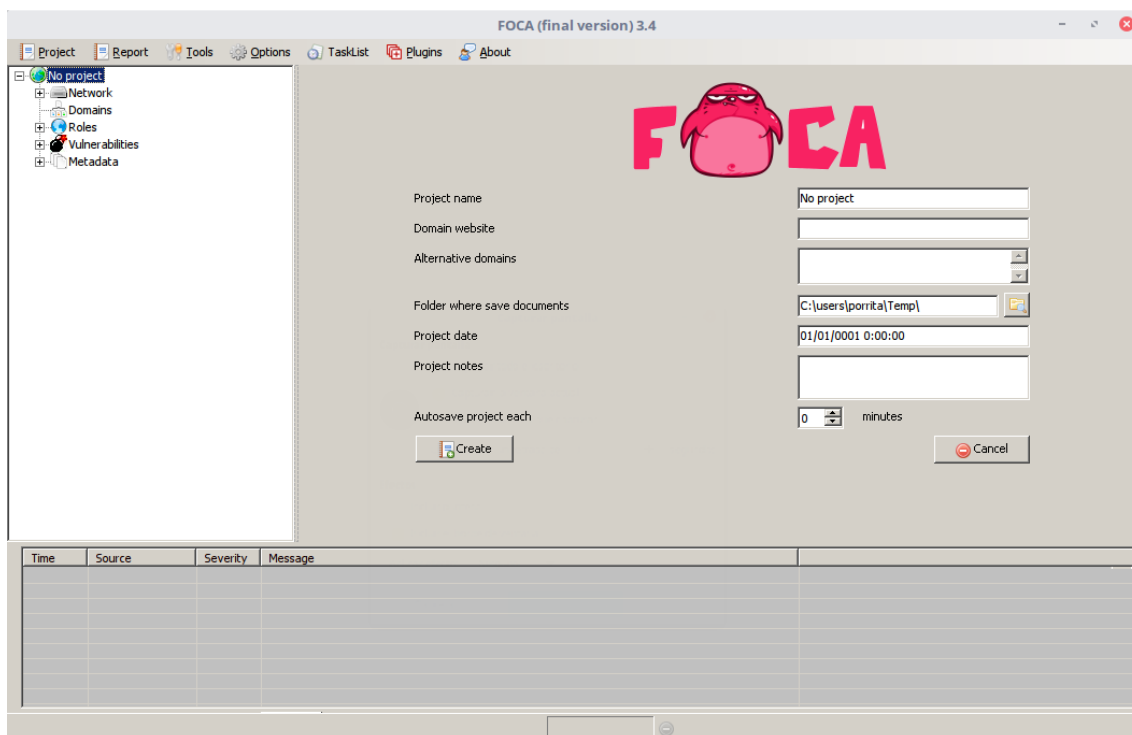 FOCA (final version) 3.4
Project Report Tools Options TaskList Plugins About
No project
Network
Domains
Roles
Vulnerabilities
Metadata
FOCA
Project name No project
Domain website
Alternative domains
Folder where save documents C:\users\porrita\Temp\
Project date 01/01/0001 0:00:00
Project notes
Autosave project each 0 minutes
Create Cancel
Time Source Severity Message